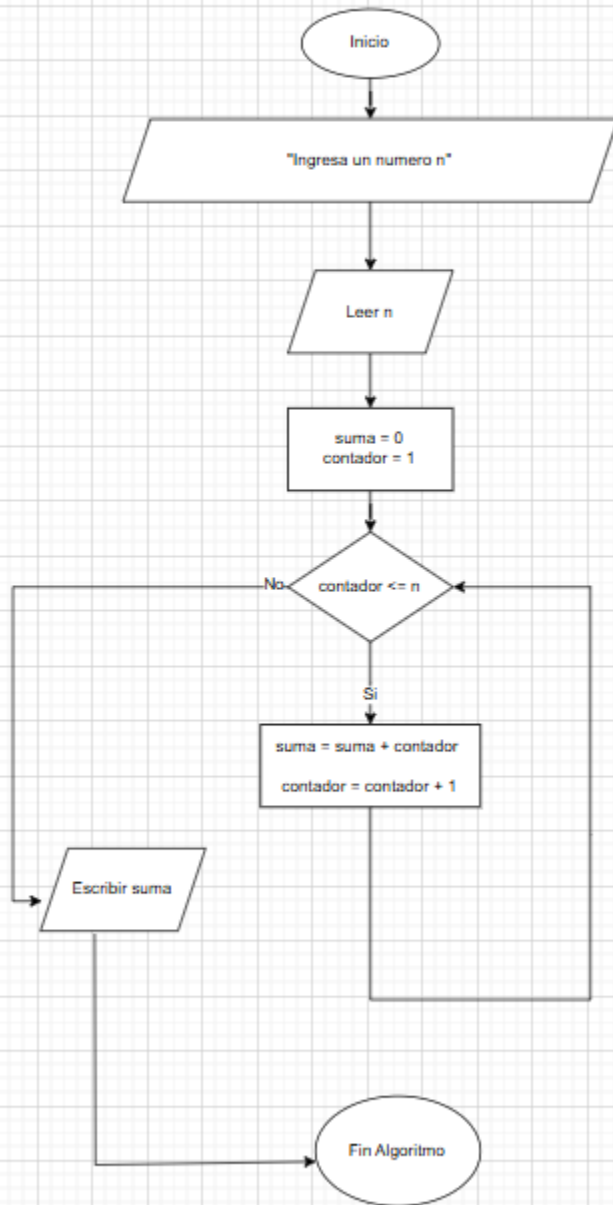 Inicio
"Ingresa un numero n"
Leer n
suma = 0
contador = 1
contador <= n
No
Si
suma = suma + contador
contador = contador + 1
Escribir suma
Fin Algoritmo